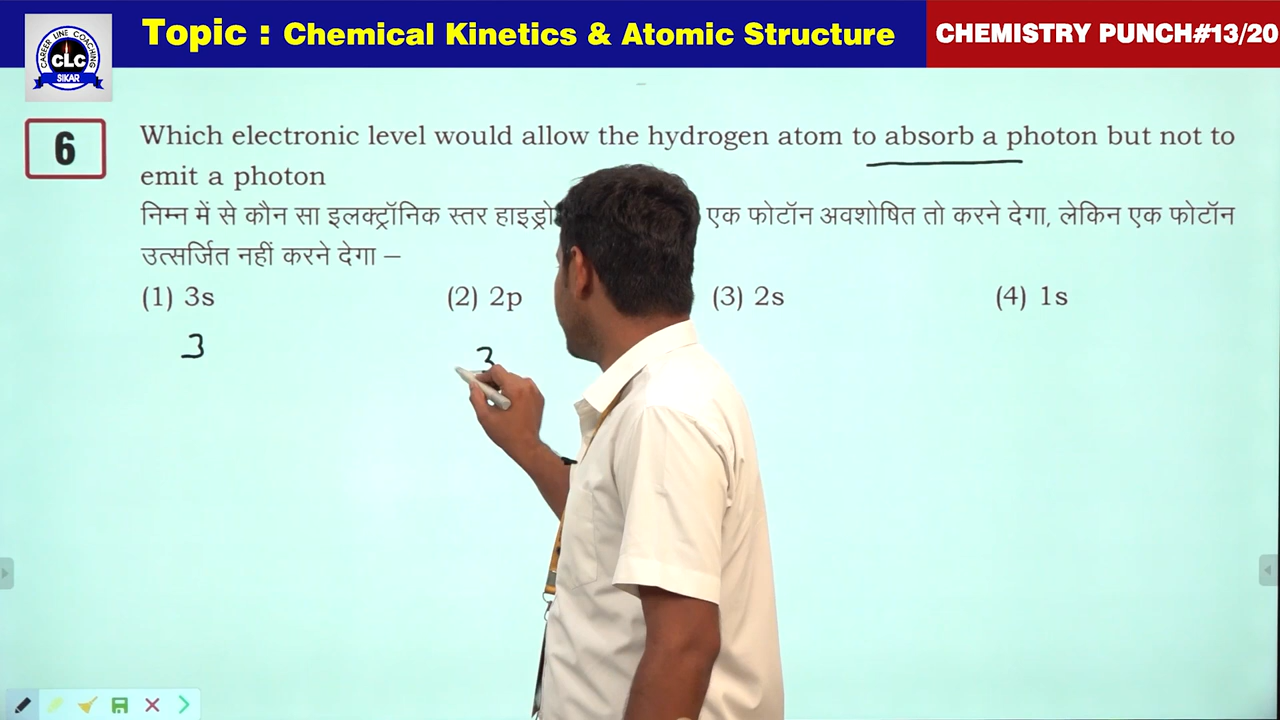 Topic : Chemical Kinetics & Atomic Structure
CHEMISTRY PUNCH#13/20
CAREER LINE COACHING
CLC
SIKAR
6
Which electronic level would allow the hydrogen atom to absorb a photon but not to
emit a photon
निम्न में से कौन सा इलक्ट्रॉनिक स्तर एक फोटॉन अवशोषित तो करने देगा, लेकिन एक फोटॉन
उत्सर्जित नहीं करने देगा –
(1) 3s (2) 2p (3) 2s (4) 1s
3